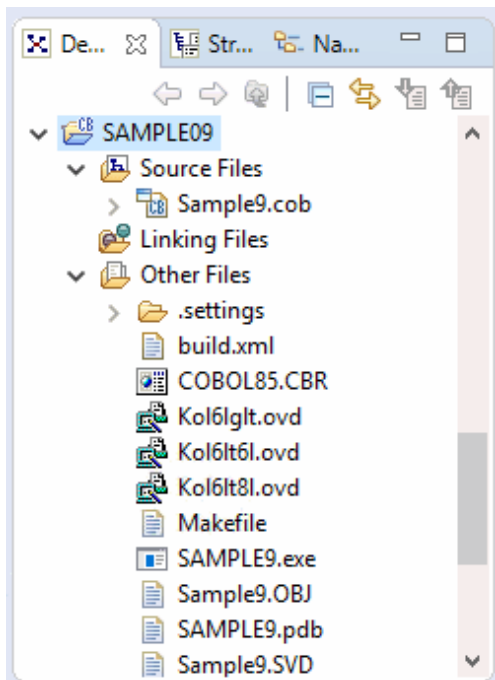 De... Str... Na...
SAMPLE09
Source Files
Sample9.cob
Linking Files
Other Files
.settings
build.xml
COBOL85.CBR
Kol6lglt.ovd
Kol6lt6l.ovd
Kol6lt8l.ovd
Makefile
SAMPLE9.exe
Sample9.OBJ
SAMPLE9.pdb
Sample9.SVD